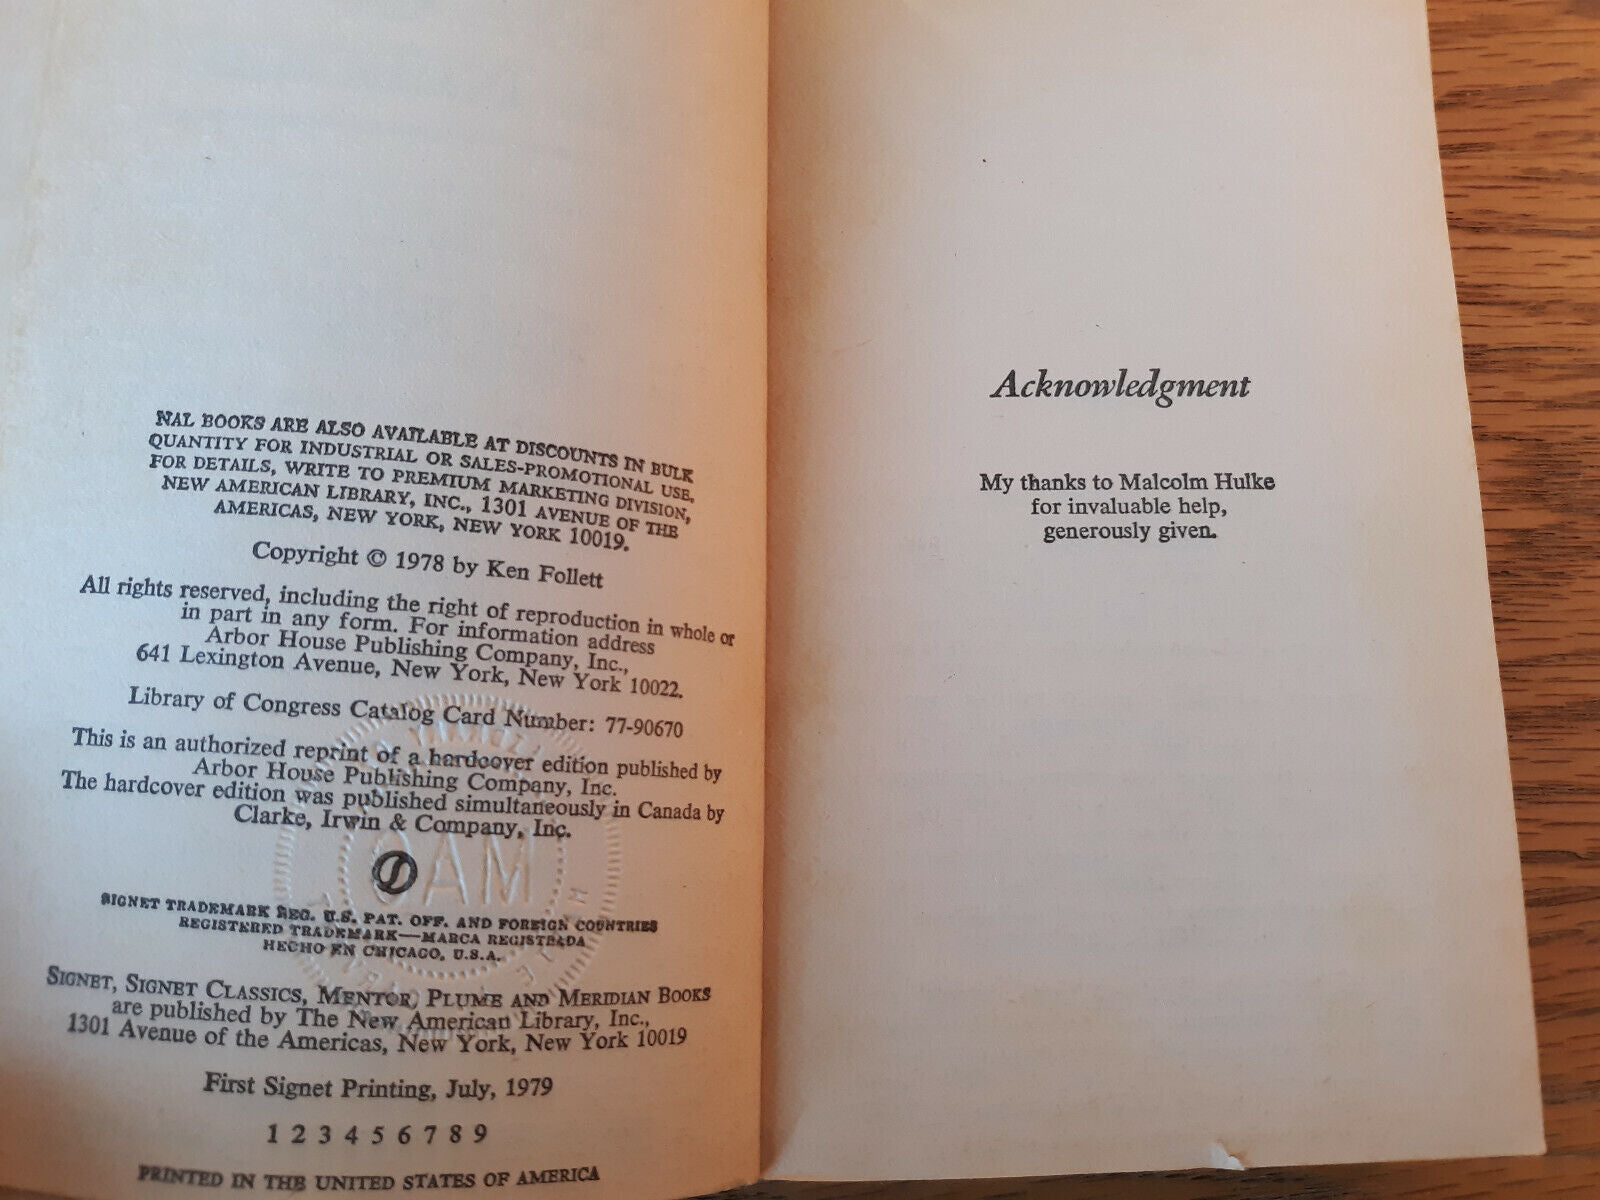 NAL BOOKS ARE ALSO AVAILABLE AT DISCOUNTS IN BULK
QUANTITY FOR INDUSTRIAL OR SALES-PROMOTIONAL USE.
FOR DETAILS, WRITE TO PREMIUM MARKETING DIVISION,
NEW AMERICAN LIBRARY, INC., 1301 AVENUE OF THE
AMERICAS, NEW YORK, NEW YORK 10019.
Copyright © 1978 by Ken Follett
All rights reserved, including the right of reproduction in whole or
in part in any form. For information address
Arbor House Publishing Company, Inc.,
641 Lexington Avenue, New York, New York 10022.
Library of Congress Catalog Card Number: 77-90670
This is an authorized reprint of a hardcover edition published by
Arbor House Publishing Company, Inc.
The hardcover edition was published simultaneously in Canada by
Clarke, Irwin & Company, Inc.
SIGNET TRADEMARK REG. U.S. PAT. OFF. AND FOREIGN COUNTRIES
REGISTERED TRADEMARK—MARCA REGISTRADA
HECHO EN CHICAGO, U.S.A.
SIGNET, SIGNET CLASSICS, MENTOR, PLUME AND MERIDIAN BOOKS
are published by The New American Library, Inc.,
1301 Avenue of the Americas, New York, New York 10019
First Signet Printing, July, 1979
1 2 3 4 5 6 7 8 9
PRINTED IN THE UNITED STATES OF AMERICA
Acknowledgment
My thanks to Malcolm Hulke
for invaluable help,
generously given.